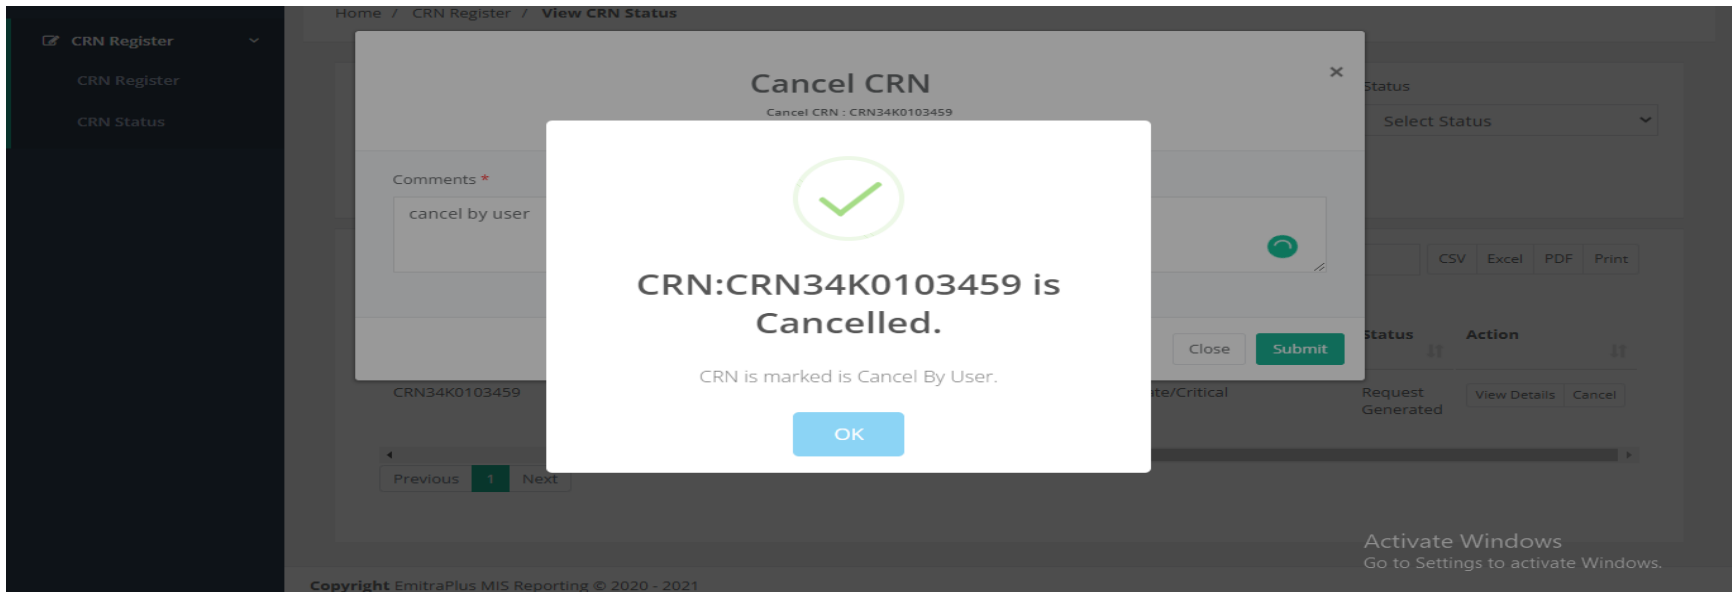 Home / CRN Register / View CRN Status
CRN Register
CRN Register
CRN Status
Cancel CRN
×
Cancel CRN : CRN34K0103459
Status
Select Status
Comments *
cancel by user
CRN:CRN34K0103459 is
Cancelled.
CRN is marked is Cancel By User.
OK
Close Submit
CSV Excel PDF Print
Status Action
CRN34K0103459
Request
Generated
View Details Cancel
Previous 1 Next
Activate Windows
Go to Settings to activate Windows.
Copyright EmitraPlus MIS Reporting © 2020 - 2021